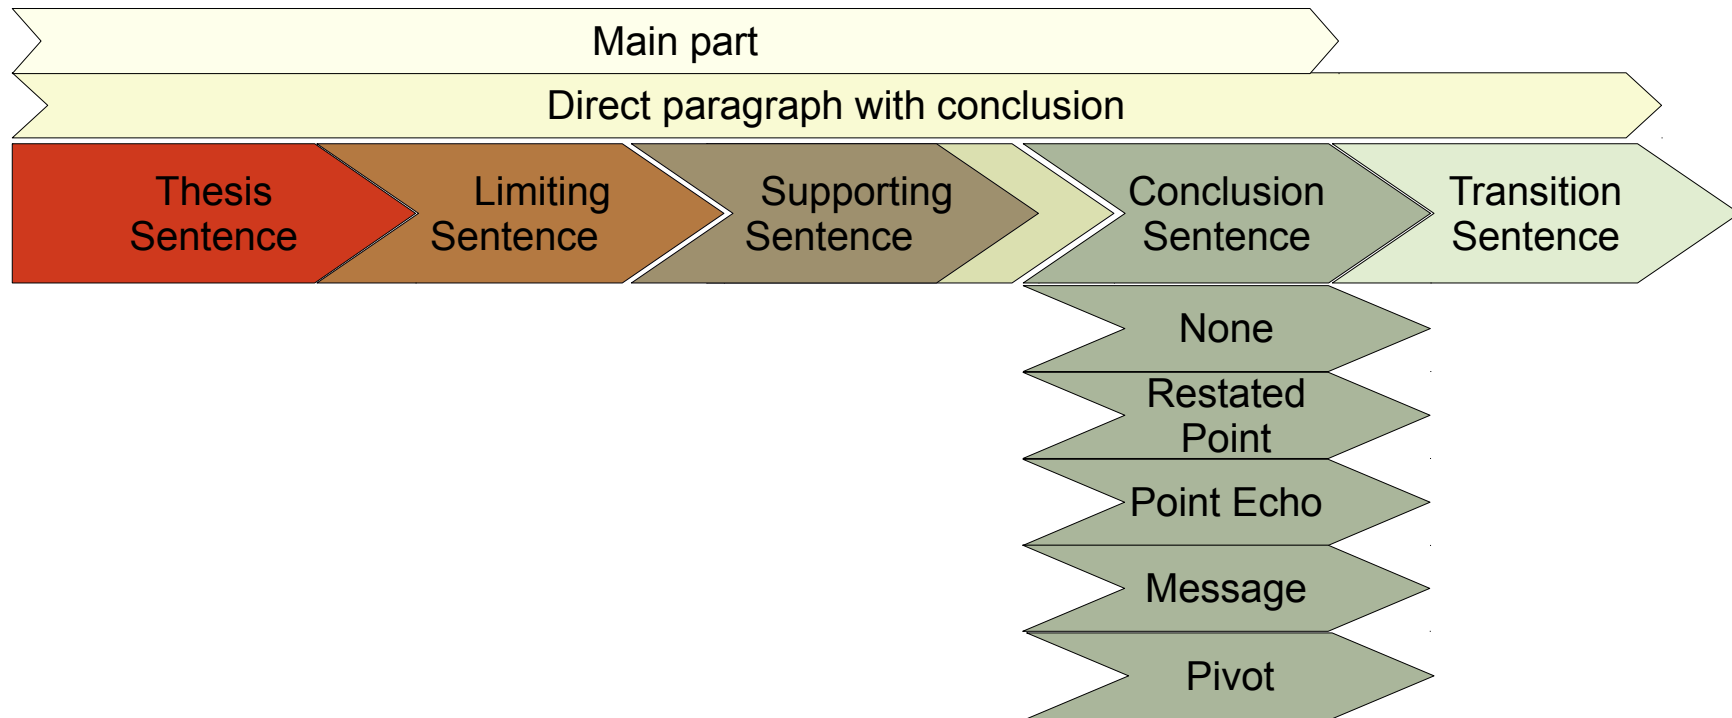 Main part
Direct paragraph with conclusion
Thesis
Sentence
Limiting
Sentence
Supporting
Sentence
Conclusion
Sentence
Transition
Sentence
None
Restated
Point
Point Echo
Message
Pivot